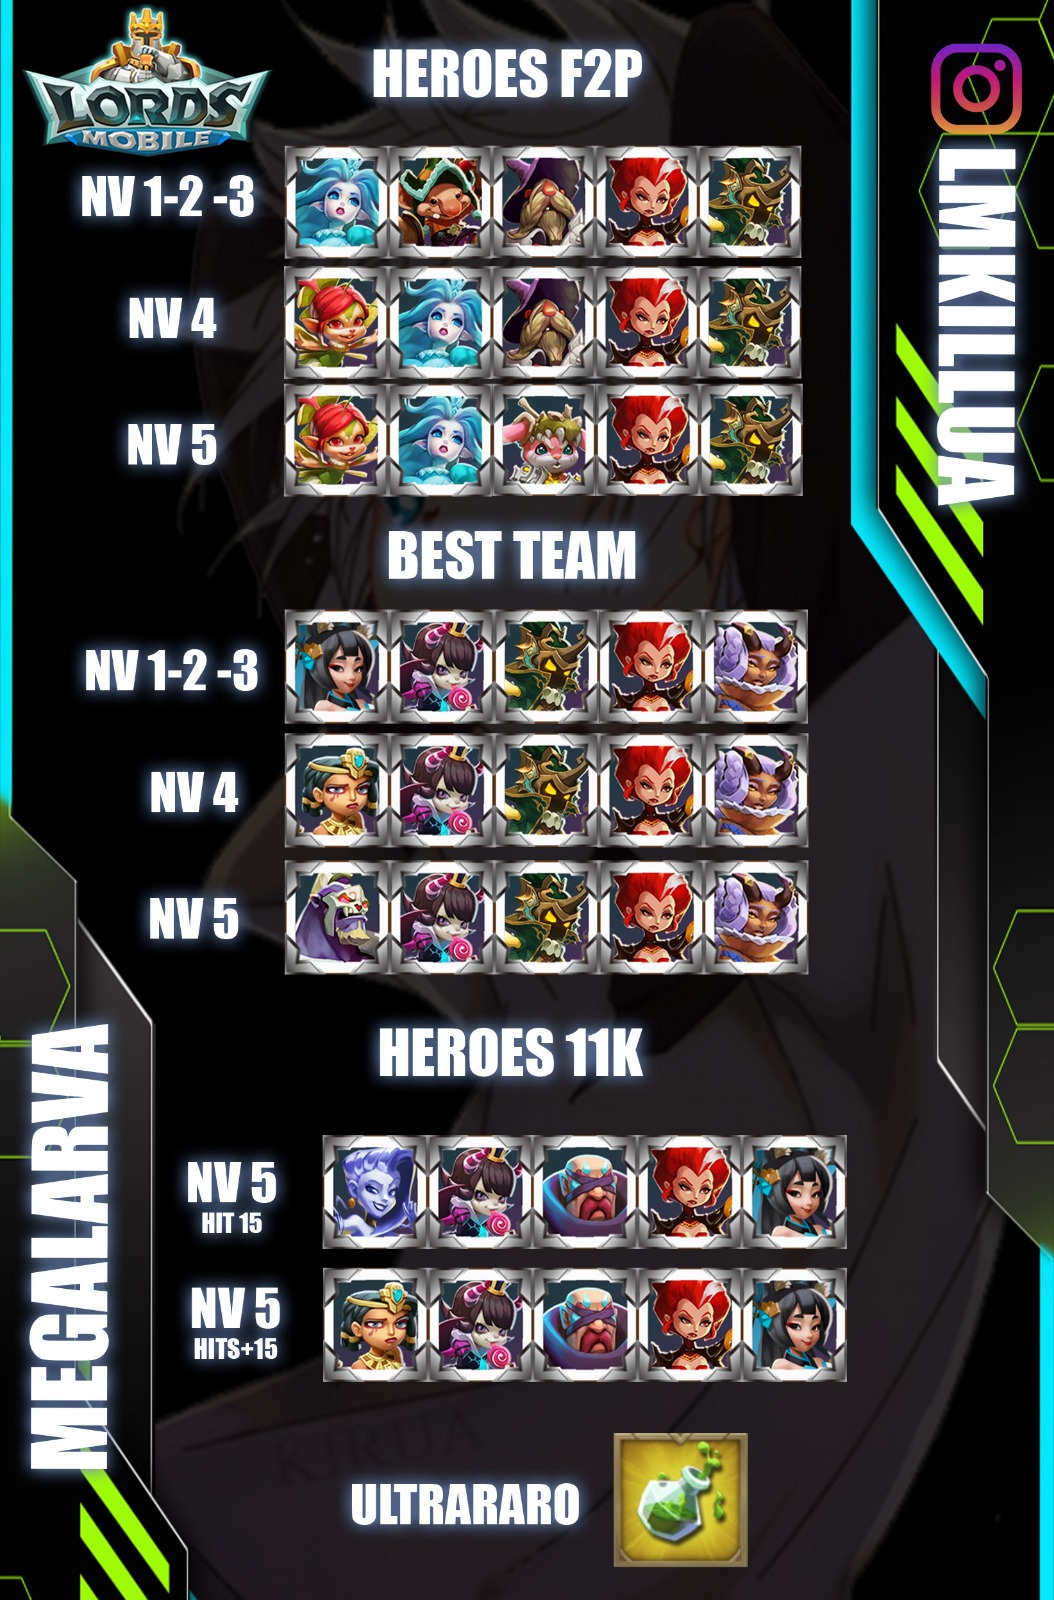 LORDS
MOBILE
HEROES F2P
NV 1-2 -3
NV 4
NV 5
LMKILLUA
BEST TEAM
NV 1-2 -3
NV 4
NV 5
HEROES 11K
NV 5
HIT 15
NV 5
HITS+15
MEGALARVA
KIRUA
ULTRARARO